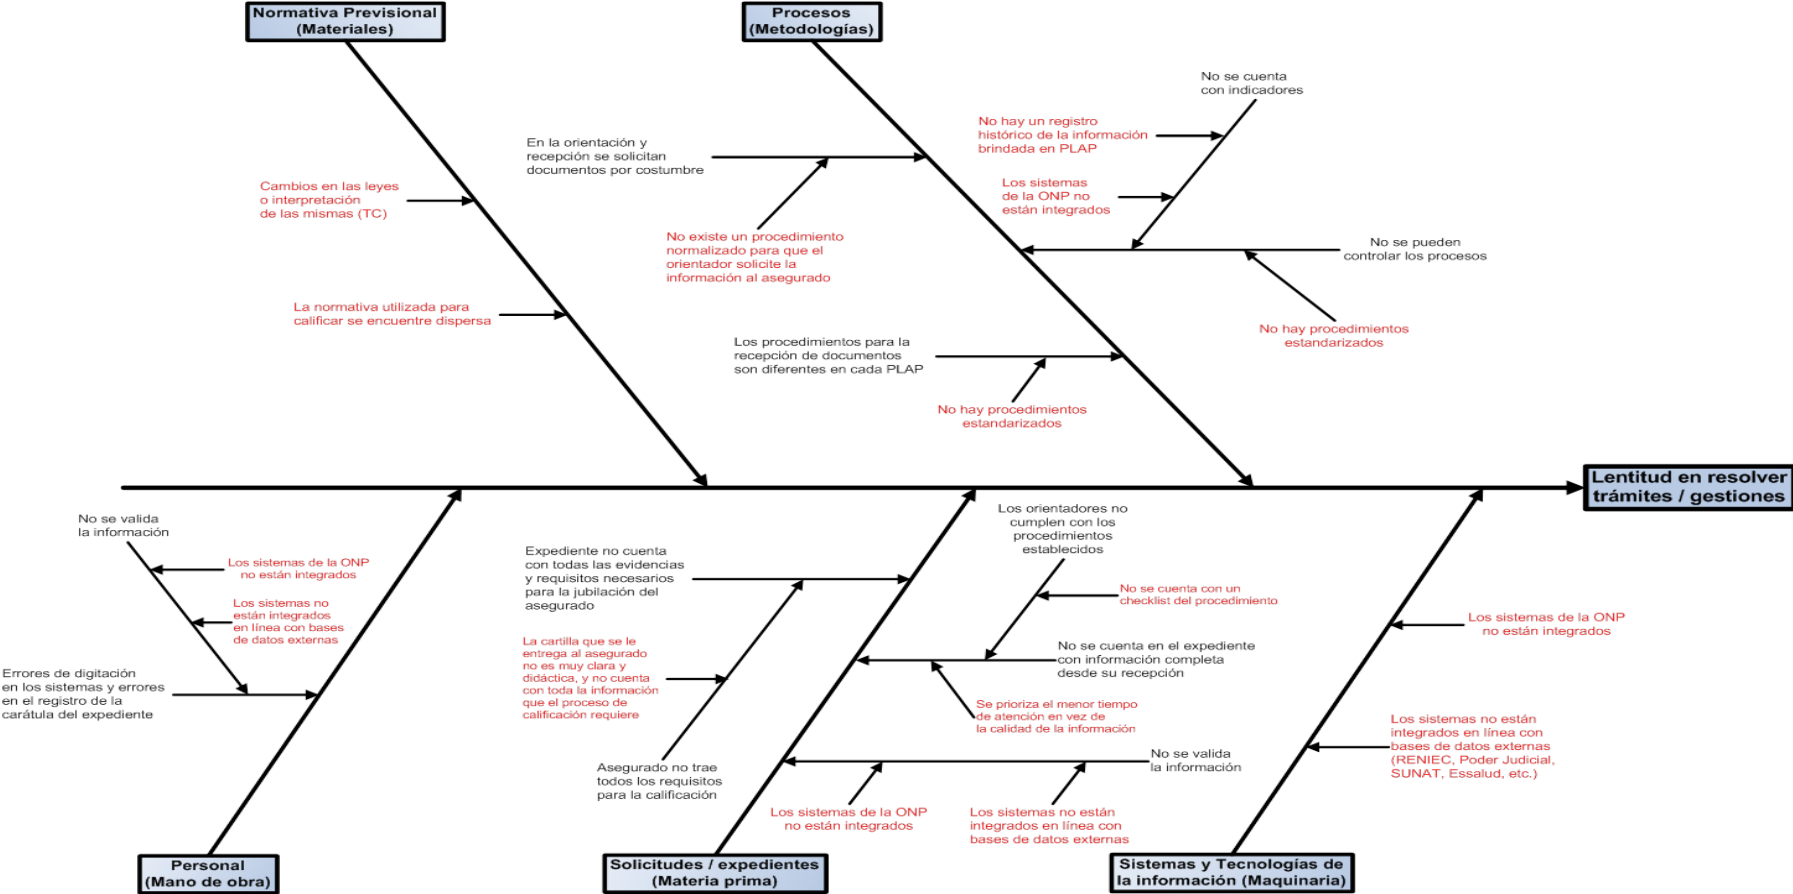 Normativa Previsional
(Materiales)
Procesos
(Metodologías)
No se cuenta
con indicadores
No hay un registro
histórico de la información
brindada en PLAP
En la orientación y
recepción se solicitan
documentos por costumbre
Cambios en las leyes
o interpretación
de las mismas (TC)
Los sistemas
de la ONP no
están integrados
No existe un procedimiento
normalizado para que el
orientador solicite la
información al asegurado
No se pueden
controlar los procesos
La normativa utilizada para
calificar se encuentre dispersa
No hay procedimientos
estandarizados
Los procedimientos para la
recepción de documentos
son diferentes en cada PLAP
No hay procedimientos
estandarizados
Lentitud en resolver
trámites / gestiones
No se valida
la información
Los sistemas de la ONP
no están integrados
Los sistemas no
están integrados
en línea con bases
de datos externas
Errores de digitación
en los sistemas y errores
en el registro de la
carátula del expediente
Expediente no cuenta
con todas las evidencias
y requisitos necesarios
para la jubilación del
asegurado
La cartilla que se le
entrega al asegurado
no es muy clara y
didáctica, y no cuenta
con toda la información
que el proceso de
calificación requiere
Asegurado no trae
todos los requisitos
para la calificación
Los orientadores no
cumplen con los
procedimientos
establecidos
No se cuenta con un
checklist del procedimiento
No se cuenta en el expediente
con información completa
desde su recepción
Se prioriza el menor tiempo
de atención en vez de
la calidad de la información
No se valida
la información
Los sistemas de la ONP
no están integrados
Los sistemas no están
integrados en línea con
bases de datos externas
Los sistemas de la ONP
no están integrados
Los sistemas no están
integrados en línea con
bases de datos externas
(RENIEC, Poder Judicial,
SUNAT, Essalud, etc.)
Personal
(Mano de obra)
Solicitudes / expedientes
(Materia prima)
Sistemas y Tecnologías de
la información (Maquinaria)